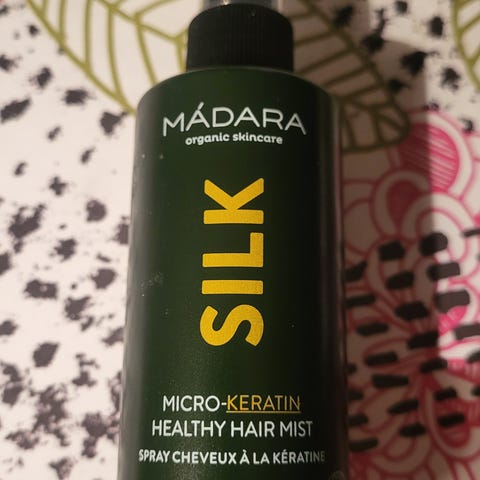 MÁDARA
organic skincare
SILK
MICRO-KERATIN
HEALTHY HAIR MIST
SPRAY CHEVEUX À LA KÉRATINE